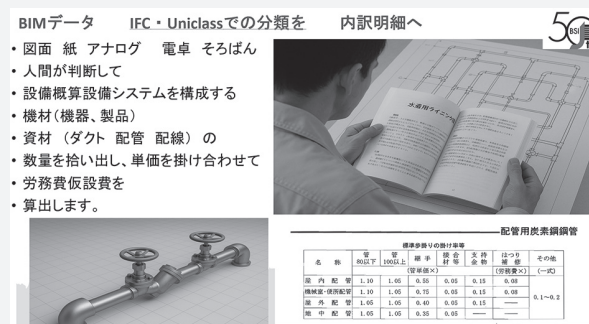 BIMデータ IFC・Uniclassでの分類を 内訳明細へ
50
BSI
• 図面 紙 アナログ 電卓 そろばん
• 人間が判断して
• 設備概算設備システムを構成する
• 機材(機器、製品)
• 資材 (ダクト 配管 配線) の
• 数量を拾い出し、単価を掛け合わせて
• 労務費仮設費を
• 算出します。
水道用ライニング
配管用炭素鋼鋼管
標準歩掛りの掛け率等
名 称 管80以下 管100以上 継手 接合材等 支持金物 はつり補修 その他
(管単価×) (労務費×) (一式)
屋内配管 1.10 1.05 0.55 0.05 0.15 0.08 0.1~0.2
機械室・便所配管 1.10 1.05 0.75 0.05 0.15 0.08
屋外配管 1.05 1.05 0.40 0.05 0.15 ——
地中配管 1.05 1.05 0.35 0.05 —— ——